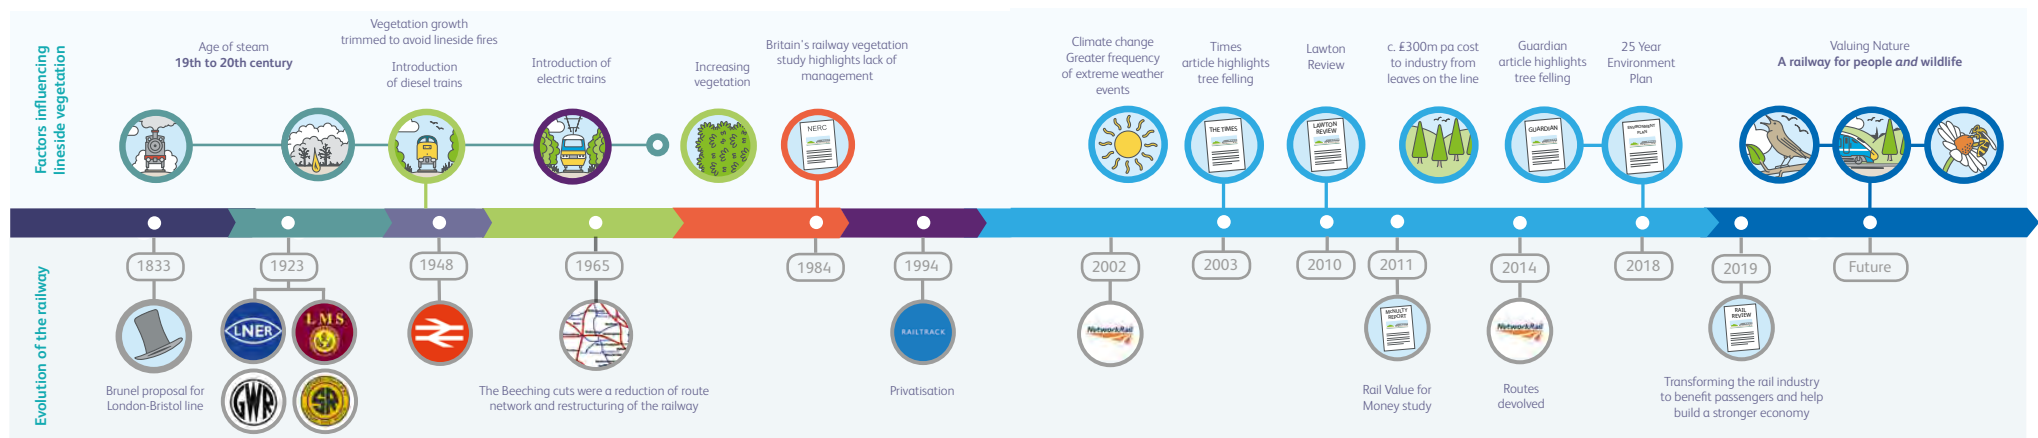 Factors influencing
lineside vegetation
Age of steam
19th to 20th century
Vegetation growth
trimmed to avoid lineside fires
Introduction
of diesel trains
Introduction of
electric trains
Increasing
vegetation
Britain's railway vegetation
study highlights lack of
management
NERC
Climate change
Greater frequency
of extreme weather
events
Times
article highlights
tree felling
THE TIMES
Lawton
Review
LAWTON
REVIEW
c. £300m pa cost
to industry from
leaves on the line
Guardian
article highlights
tree felling
GUARDIAN
25 Year
Environment
Plan
ENVIRONMENT
PLAN
Valuing Nature
A railway for people and wildlife
Evolution of the railway
1833
1923
1948
1965
1984
1994
2002
2003
2010
2011
2014
2018
2019
Future
Brunel proposal for
London-Bristol line
LNER
LMS
GWR
SR
The Beeching cuts were a reduction of route
network and restructuring of the railway
RAILTRACK
Privatisation
NetworkRail
MCNULTY
REPORT
Rail Value for
Money study
NetworkRail
Routes
devolved
RAIL
REVIEW
Transforming the rail industry
to benefit passengers and help
build a stronger economy